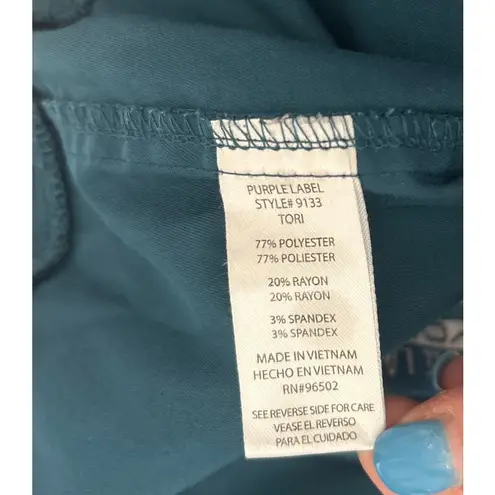 PURPLE LABEL
STYLE# 9133
TORI
77% POLYESTER
77% POLIESTER
20% RAYON
20% RAYON
3% SPANDEX
3% SPANDEX
MADE IN VIETNAM
HECHO EN VIETNAM
RN#96502
SEE REVERSE SIDE FOR CARE
VEASE EL REVERSO
PARA EL CUIDADO